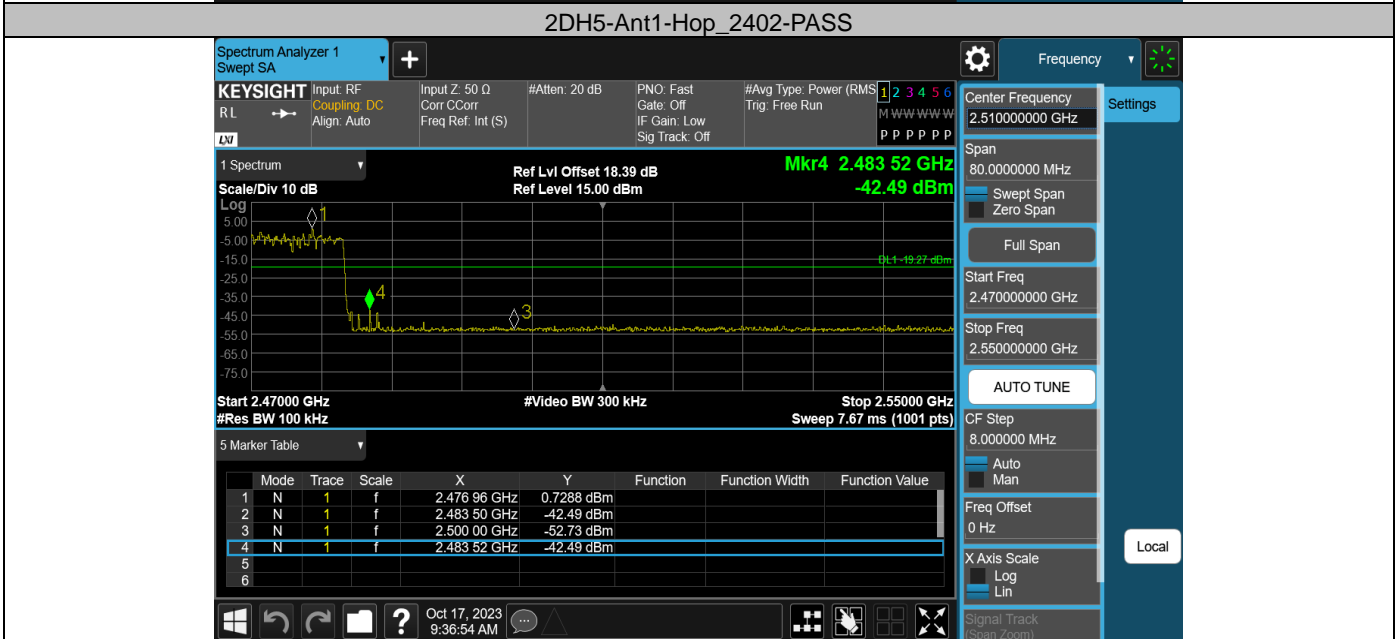 2DH5-Ant1-Hop_2402-PASS
Spectrum Analyzer 1
Swept SA
Frequency
KEYSIGHT
RL
LXI
Input: RF
Coupling: DC
Align: Auto
Input Z: 50 Ω
Corr CCorr
Freq Ref: Int (S)
#Atten: 20 dB
PNO: Fast
Gate: Off
IF Gain: Low
Sig Track: Off
#Avg Type: Power (RMS
Trig: Free Run
1 2 3 4 5 6
M W W W W W
P P P P P P
1 Spectrum
Scale/Div 10 dB
Ref Lvl Offset 18.39 dB
Ref Level 15.00 dBm
Mkr4 2.483 52 GHz
-42.49 dBm
Log
5.00
-5.00
-15.0
-25.0
-35.0
-45.0
-55.0
-65.0
-75.0
1
4
3
DL1 -19.27 dBm
Start 2.47000 GHz
#Res BW 100 kHz
#Video BW 300 kHz
Stop 2.55000 GHz
Sweep 7.67 ms (1001 pts)
5 Marker Table
Mode Trace Scale X Y Function Function Width Function Value
1 N 1 f 2.476 96 GHz 0.7288 dBm
2 N 1 f 2.483 50 GHz -42.49 dBm
3 N 1 f 2.500 00 GHz -52.73 dBm
4 N 1 f 2.483 52 GHz -42.49 dBm
5
6
Oct 17, 2023
9:36:54 AM
Center Frequency
2.510000000 GHz
Settings
Span
80.0000000 MHz
Swept Span
Zero Span
Full Span
Start Freq
2.470000000 GHz
Stop Freq
2.550000000 GHz
AUTO TUNE
CF Step
8.000000 MHz
Auto
Man
Freq Offset
0 Hz
X Axis Scale
Log
Lin
Signal Track
(Span Zoom)
Local